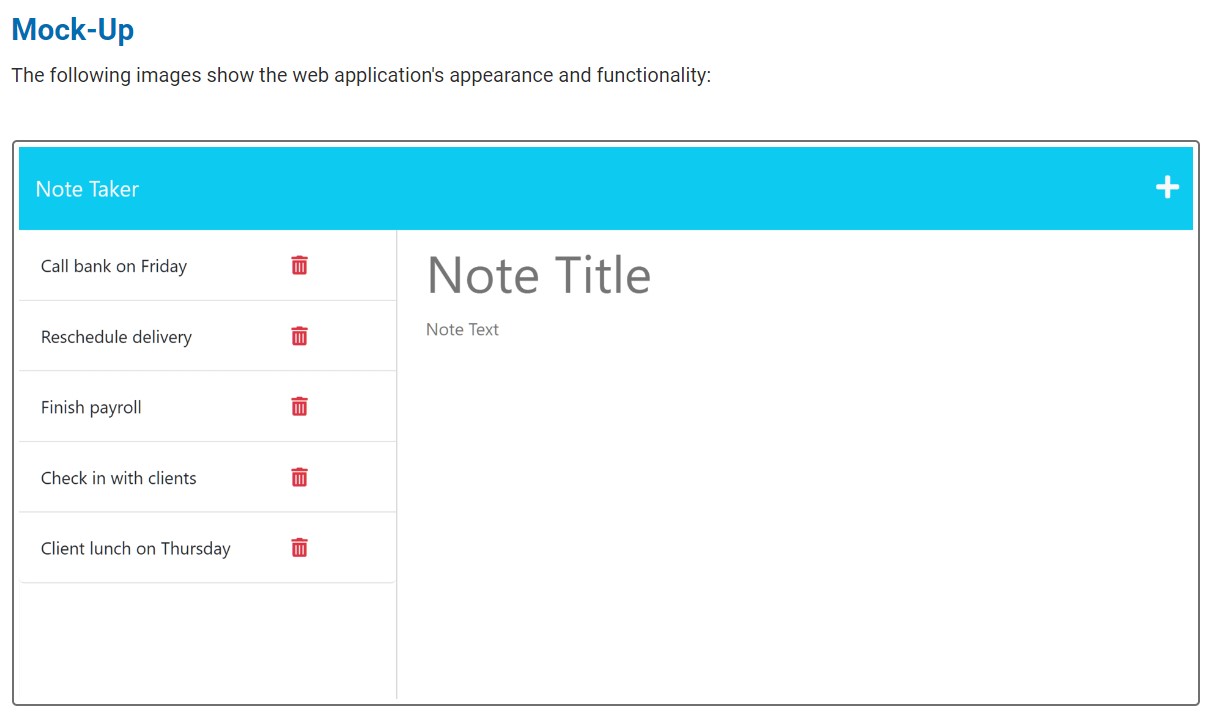 Mock-Up
The following images show the web application's appearance and functionality:
Note Taker
Call bank on Friday
Reschedule delivery
Finish payroll
Check in with clients
Client lunch on Thursday
Note Title
Note Text